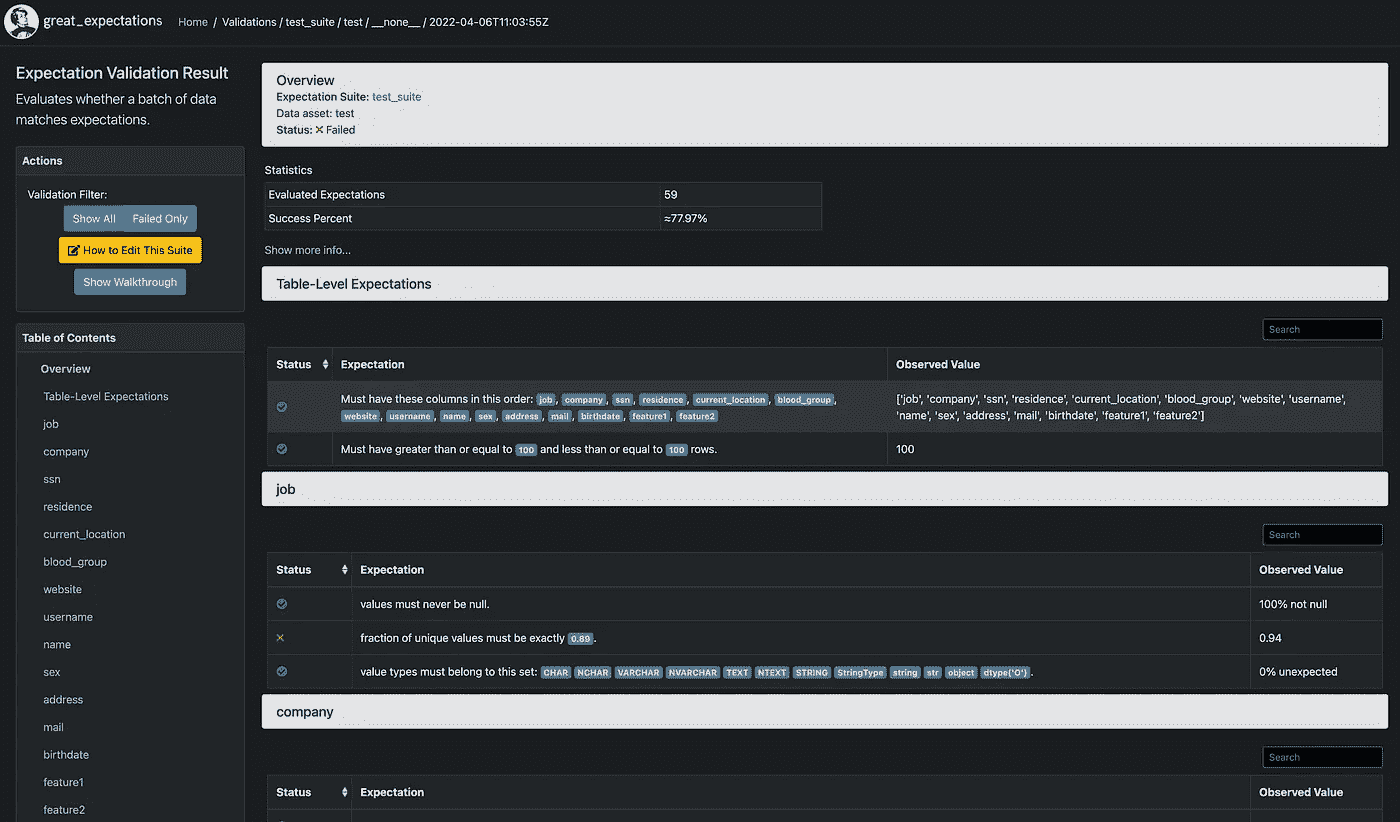 great_expectations
Home / Validations / test_suite / test / __none__ / 2022-04-06T11:03:55Z
Expectation Validation Result
Evaluates whether a batch of data
matches expectations.
Actions
Validation Filter:
Show All Failed Only
How to Edit This Suite
Show Walkthrough
Table of Contents
Overview
Table-Level Expectations
job
company
ssn
residence
current_location
blood_group
website
username
name
sex
address
mail
birthdate
feature1
feature2
Overview
Expectation Suite: test_suite
Data asset: test
Status: ✕ Failed
Statistics
Evaluated Expectations 59
Success Percent ≈77.97%
Show more info...
Table-Level Expectations
Search
Status Expectation Observed Value
Must have these columns in this order: job, company, ssn, residence, current_location, blood_group,
website, username, name, sex, address, mail, birthdate, feature1, feature2
['job', 'company', 'ssn', 'residence', 'current_location', 'blood_group', 'website', 'username',
'name', 'sex', 'address', 'mail', 'birthdate', 'feature1', 'feature2']
Must have greater than or equal to 100 and less than or equal to 100 rows. 100
job
Search
Status Expectation Observed Value
values must never be null. 100% not null
fraction of unique values must be exactly 0.89. 0.94
value types must belong to this set: CHAR NCHAR VARCHAR NVARCHAR TEXT NTEXT STRING StringType string str object dtype('O'). 0% unexpected
company
Search
Status Expectation Observed Value